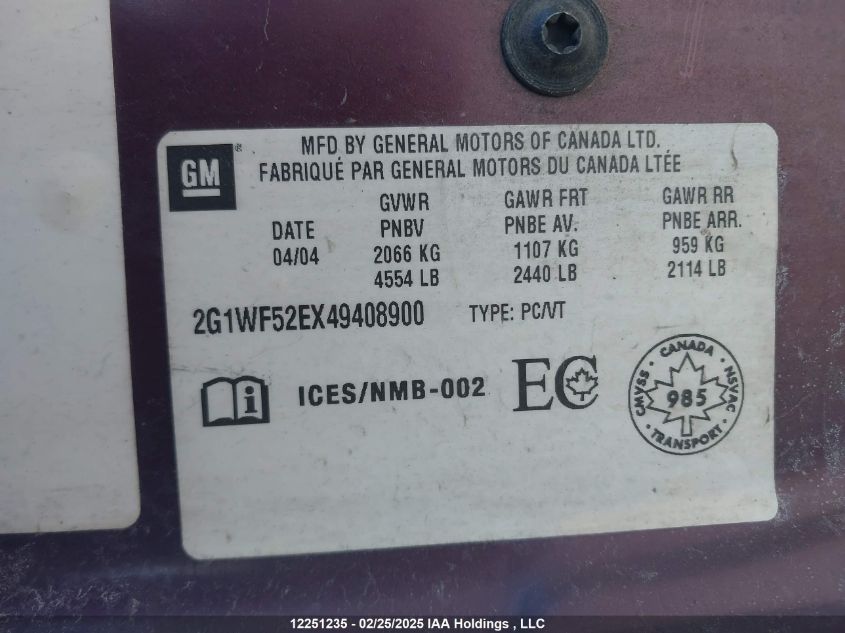 GM
MFD BY GENERAL MOTORS OF CANADA LTD.
FABRIQUÉ PAR GENERAL MOTORS DU CANADA LTÉE
GVWR GAWR FRT GAWR RR
DATE PNBV PNBE AV. PNBE ARR.
04/04 2066 KG 1107 KG 959 KG
4554 LB 2440 LB 2114 LB
2G1WF52EX49408900 TYPE: PC/VT
i ICES/NMB-002 EC
CANADA
CMVSS 985 NSVAC
TRANSPORT
12251235 - 02/25/2025 IAA Holdings , LLC